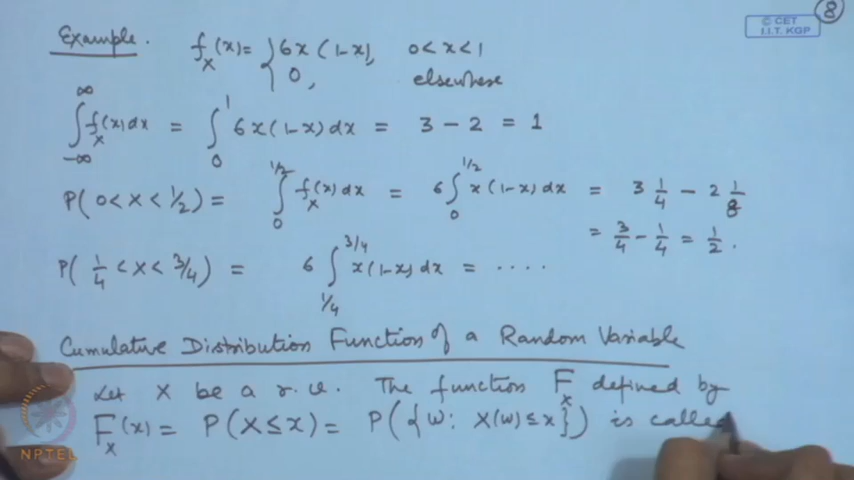 8
© CET
I.I.T. KGP
Example. f_X(x) = { 6x(1-x), 0 < x < 1
0, elsewhere
∫_{-∞}^{∞} f_X(x) dx = ∫_0^1 6x(1-x) dx = 3 - 2 = 1
P(0 < X < 1/2) = ∫_0^{1/2} f_X(x) dx = 6 ∫_0^{1/2} x(1-x) dx = 3 1/4 - 2 1/8
= 3/4 - 1/4 = 1/2.
P(1/4 < X < 3/4) = 6 ∫_{1/4}^{3/4} x(1-x) dx = ....
Cumulative Distribution Function of a Random Variable
Let X be a r.v. The function F_X defined by
F_X(x) = P(X ≤ x) = P({ω: X(ω) ≤ x}) is called
NPTEL